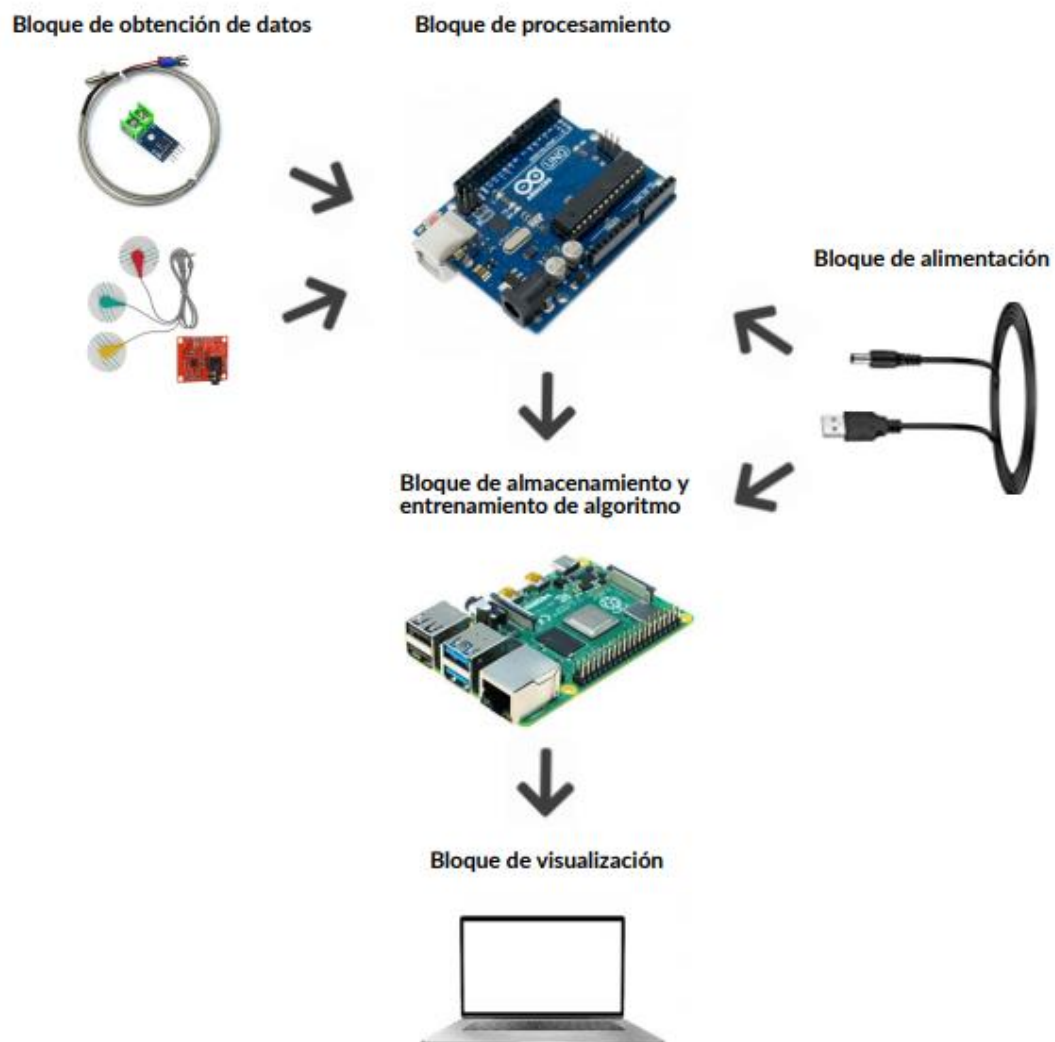 Bloque de obtención de datos
Bloque de procesamiento
UNO
Bloque de alimentación
Bloque de almacenamiento y
entrenamiento de algoritmo
Bloque de visualización